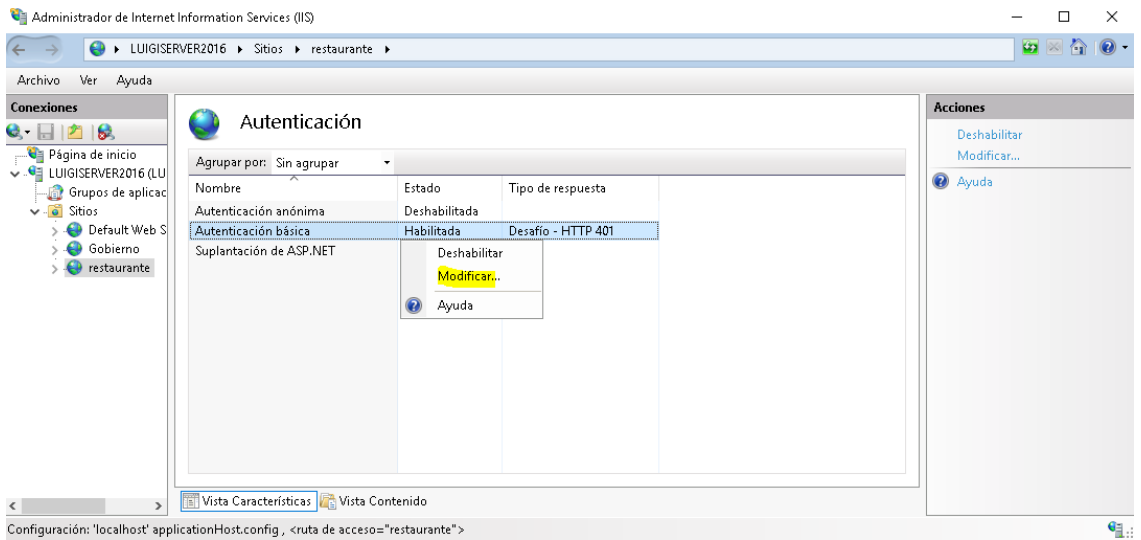 Administrador de Internet Information Services (IIS)
LUIGISERVER2016 Sitios restaurante
Archivo Ver Ayuda
Conexiones
Página de inicio
LUIGISERVER2016 (LU
Grupos de aplicac
Sitios
Default Web S
Gobierno
restaurante
Autenticación
Agrupar por: Sin agrupar
Nombre Estado Tipo de respuesta
Autenticación anónima Deshabilitada
Autenticación básica Habilitada Desafío - HTTP 401
Suplantación de ASP.NET
Deshabilitar
Modificar...
Ayuda
Vista Características Vista Contenido
Acciones
Deshabilitar
Modificar...
Ayuda
Configuración: 'localhost' applicationHost.config , <ruta de acceso="restaurante">